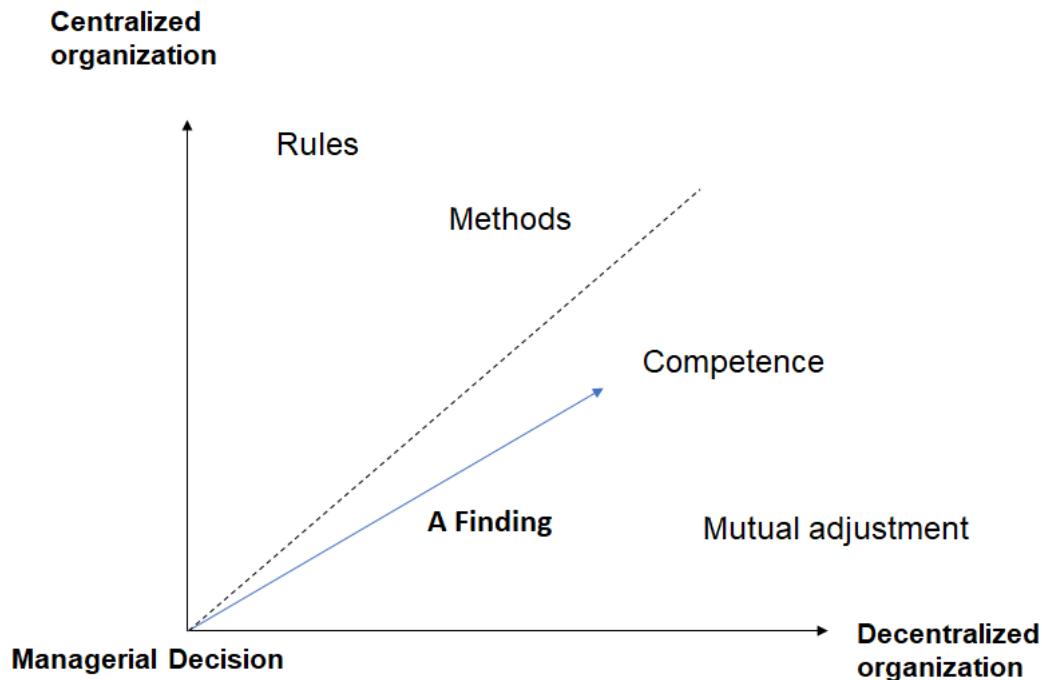 Centralized
organization
Rules
Methods
Competence
A Finding
Mutual adjustment
Decentralized
organization
Managerial Decision